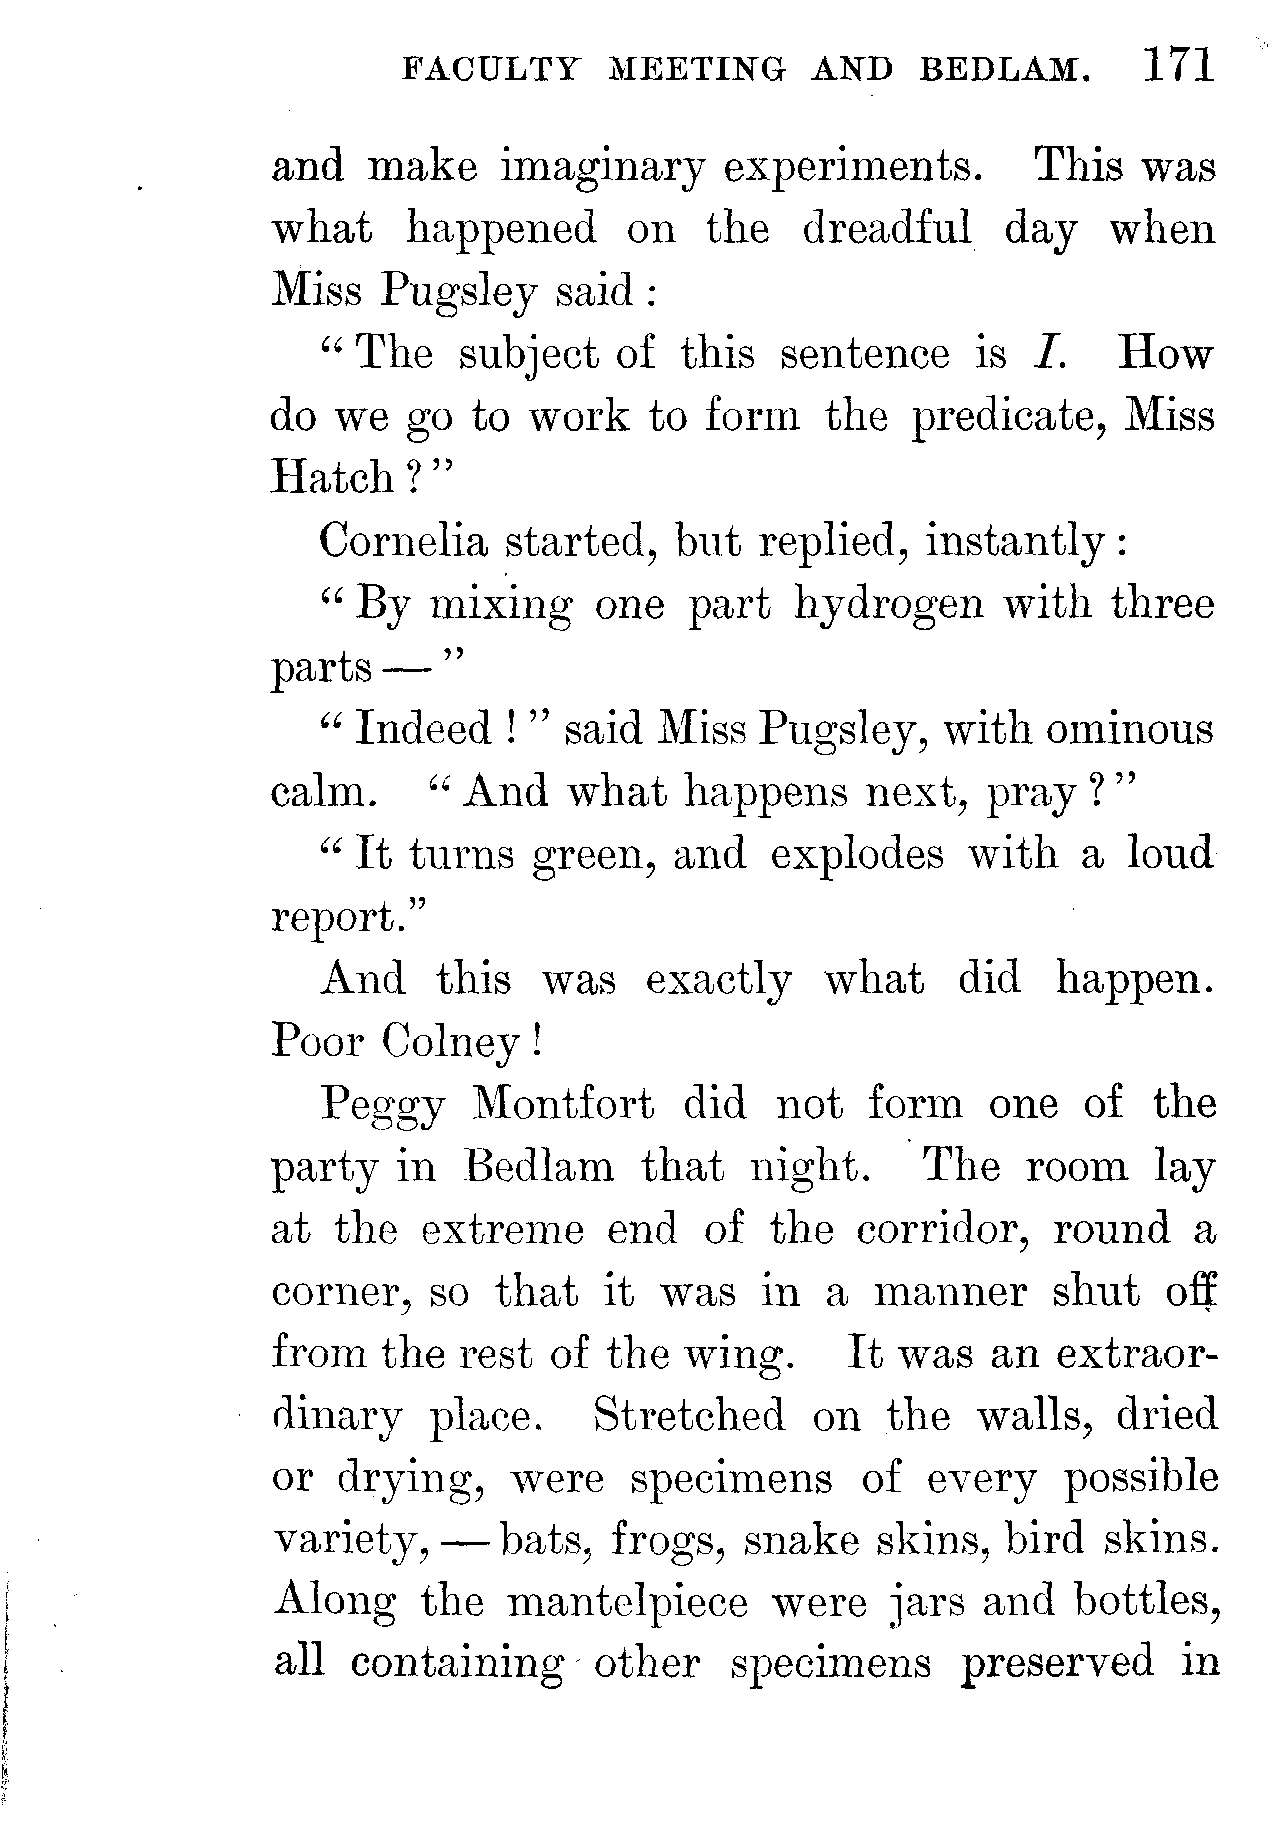 FACULTY MEETING AND BEDLAM. 171
and make imaginary experiments. This was
what happened on the dreadful day when
Miss Pugsley said :
“ The subject of this sentence is I. How
do we go to work to form the predicate, Miss
Hatch ? ”
Cornelia started, but replied, instantly :
“ By mixing one part hydrogen with three
parts — ”
“ Indeed ! ” said Miss Pugsley, with ominous
calm. “ And what happens next, pray ? ”
“ It turns green, and explodes with a loud
report.”
And this was exactly what did happen.
Poor Colney !
Peggy Montfort did not form one of the
party in Bedlam that night. The room lay
at the extreme end of the corridor, round a
corner, so that it was in a manner shut off
from the rest of the wing. It was an extraor-
dinary place. Stretched on the walls, dried
or drying, were specimens of every possible
variety, — bats, frogs, snake skins, bird skins.
Along the mantelpiece were jars and bottles,
all containing other specimens preserved in